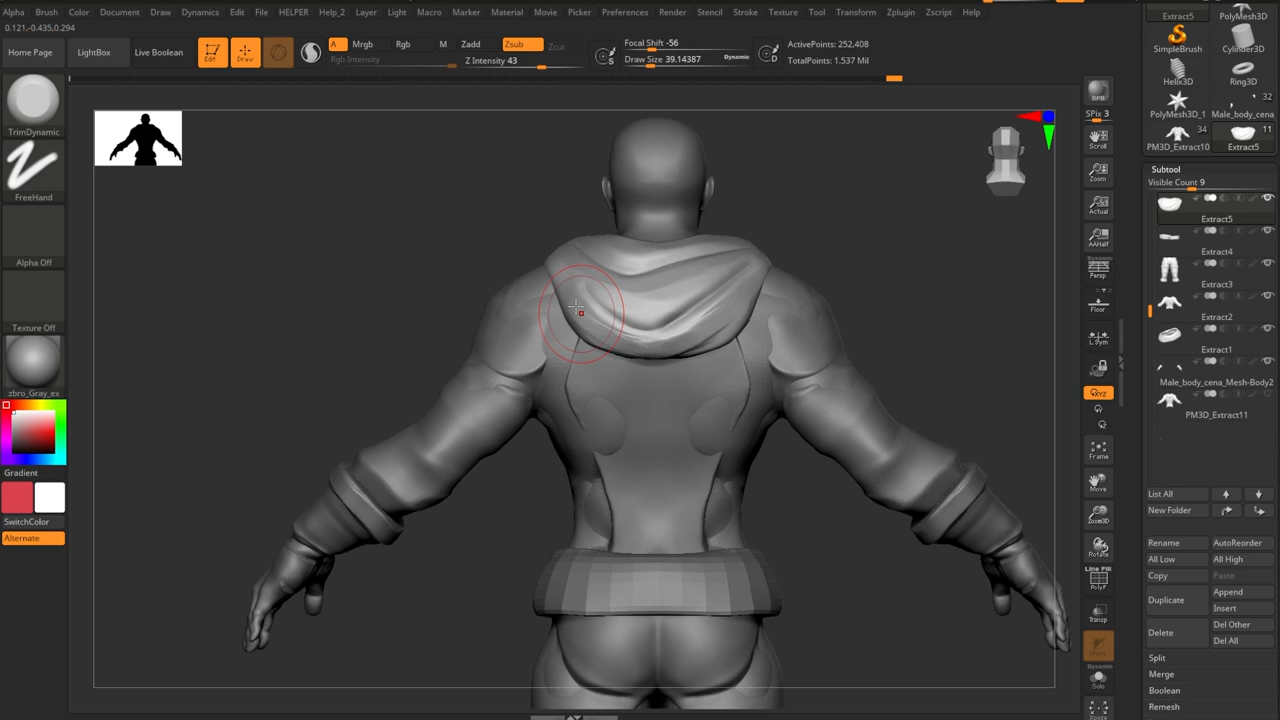 Alpha Brush Color Document Draw Dynamics Edit File HELPER Help_2 Layer Light Macro Marker Material Movie Picker Preferences Render Stencil Stroke Texture Tool Transform Zplugin Zscript Help
0.121,-0.435,0.294
Home Page LightBox Live Boolean Edit Draw A Mrgb Rgb M Zadd Zsub Zcut
Rgb Intensity Z Intensity 43
S Focal Shift -56
Draw Size 39.14387 Dynamic
D ActivePoints: 252,408
TotalPoints: 1.537 Mil
TrimDynamic
FreeHand
Alpha Off
Texture Off
zbro_Gray_ex
Gradient
SwitchColor
Alternate
BPR
SPix 3
Scroll
Zoom
Actual
AAHalf
Dynamic
Persp
Floor
L.Sym
XYZ
Frame
Move
Zoom3D
Rotate
Line Fill
PolyF
Transp
Dynamic
Solo
Xpose
Extract5 PolyMesh3D
SimpleBrush Cylinder3D
Helix3D Ring3D
32
PolyMesh3D_1 Male_body_cena_
34 11
PM3D_Extract10 Extract5
Subtool
Visible Count 9
Extract5
Extract4
Extract3
Extract2
Extract1
Male_body_cena_Mesh-Body2
PM3D_Extract11
List All
New Folder
Rename AutoReorder
All Low All High
Copy Paste
Duplicate Append
Insert
Delete Del Other
Del All
Split
Merge
Boolean
Remesh